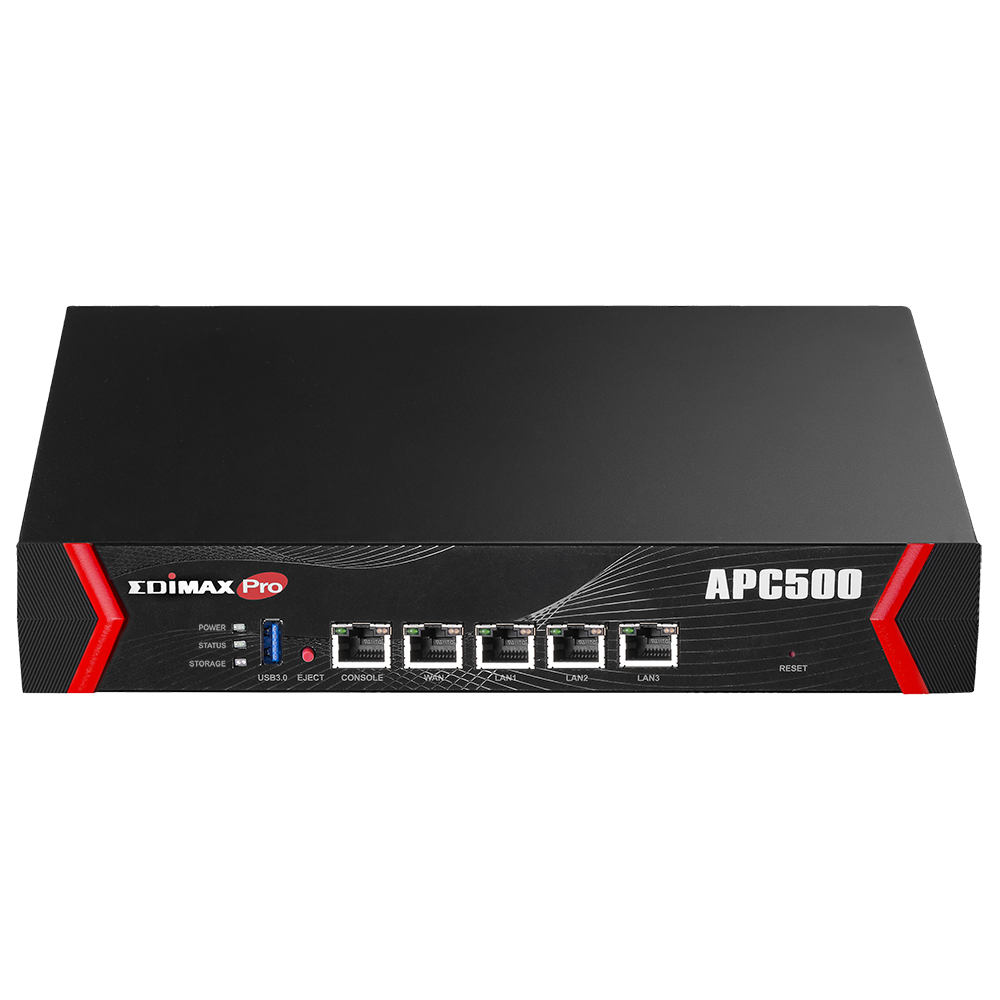 EDIMAX Pro
APC500
POWER
STATUS
STORAGE
USB3.0 EJECT CONSOLE WAN LAN1 LAN2 LAN3
RESET